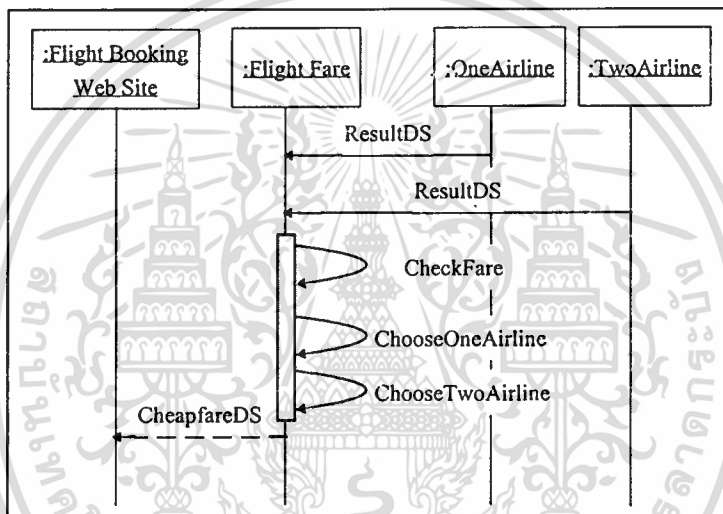 :Flight Booking
Web Site
:Flight Fare
:OneAirline
:TwoAirline
ResultDS
ResultDS
CheckFare
ChooseOneAirline
ChooseTwoAirline
CheapfareDS